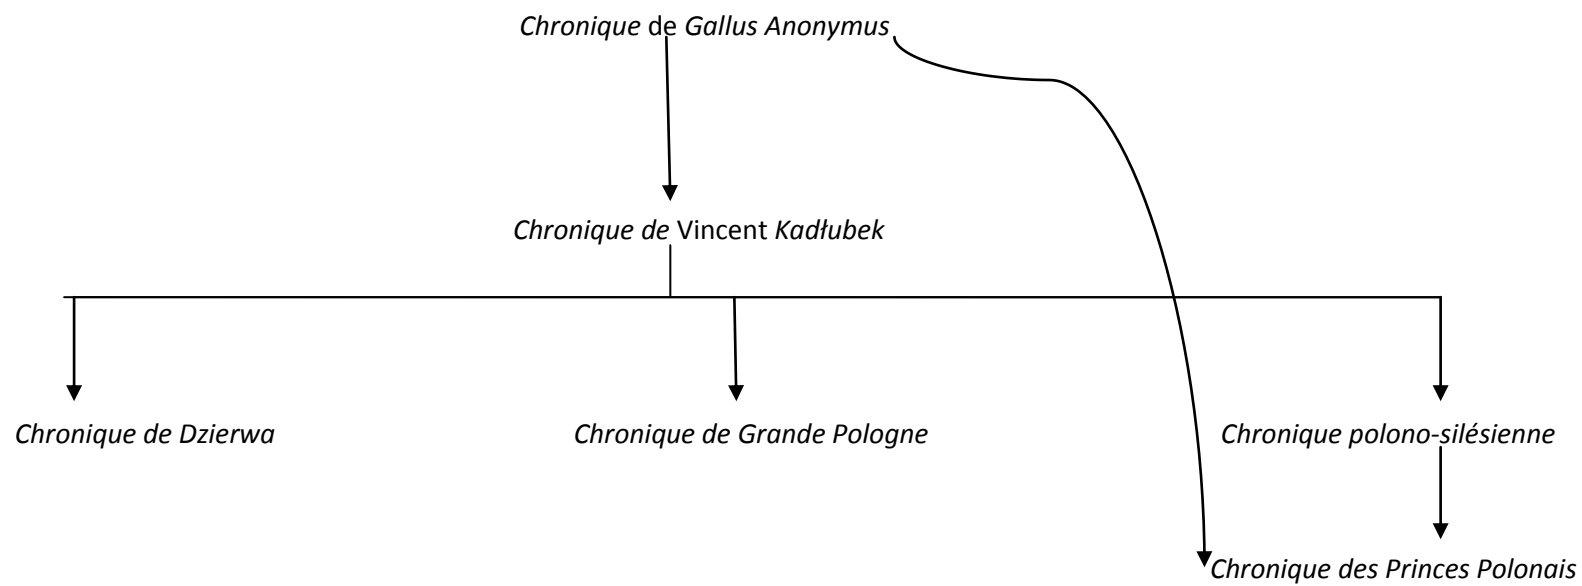 Chronique de Gallus Anonymus
Chronique de Vincent Kadłubek
Chronique de Dzierwa
Chronique de Grande Pologne
Chronique polono-silésienne
Chronique des Princes Polonais